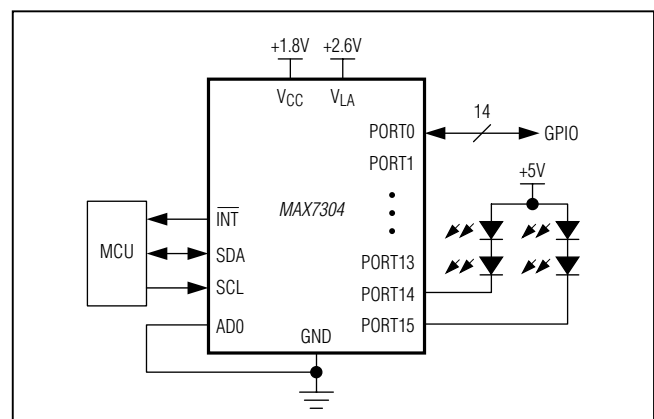 +1.8V +2.6V
VCC VLA
14
PORT0 GPIO
PORT1
+5V
INT MAX7304
MCU SDA
PORT13
SCL
PORT14
AD0 GND PORT15